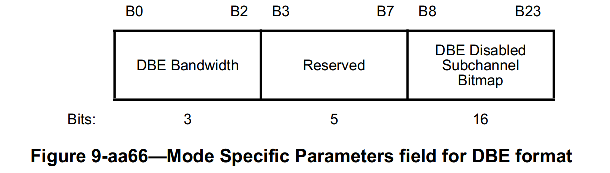 B0 B2 B3 B7 B8 B23
DBE Bandwidth
Reserved
DBE Disabled
Subchannel
Bitmap
Bits: 3 5 16
Figure 9-aa66—Mode Specific Parameters field for DBE format